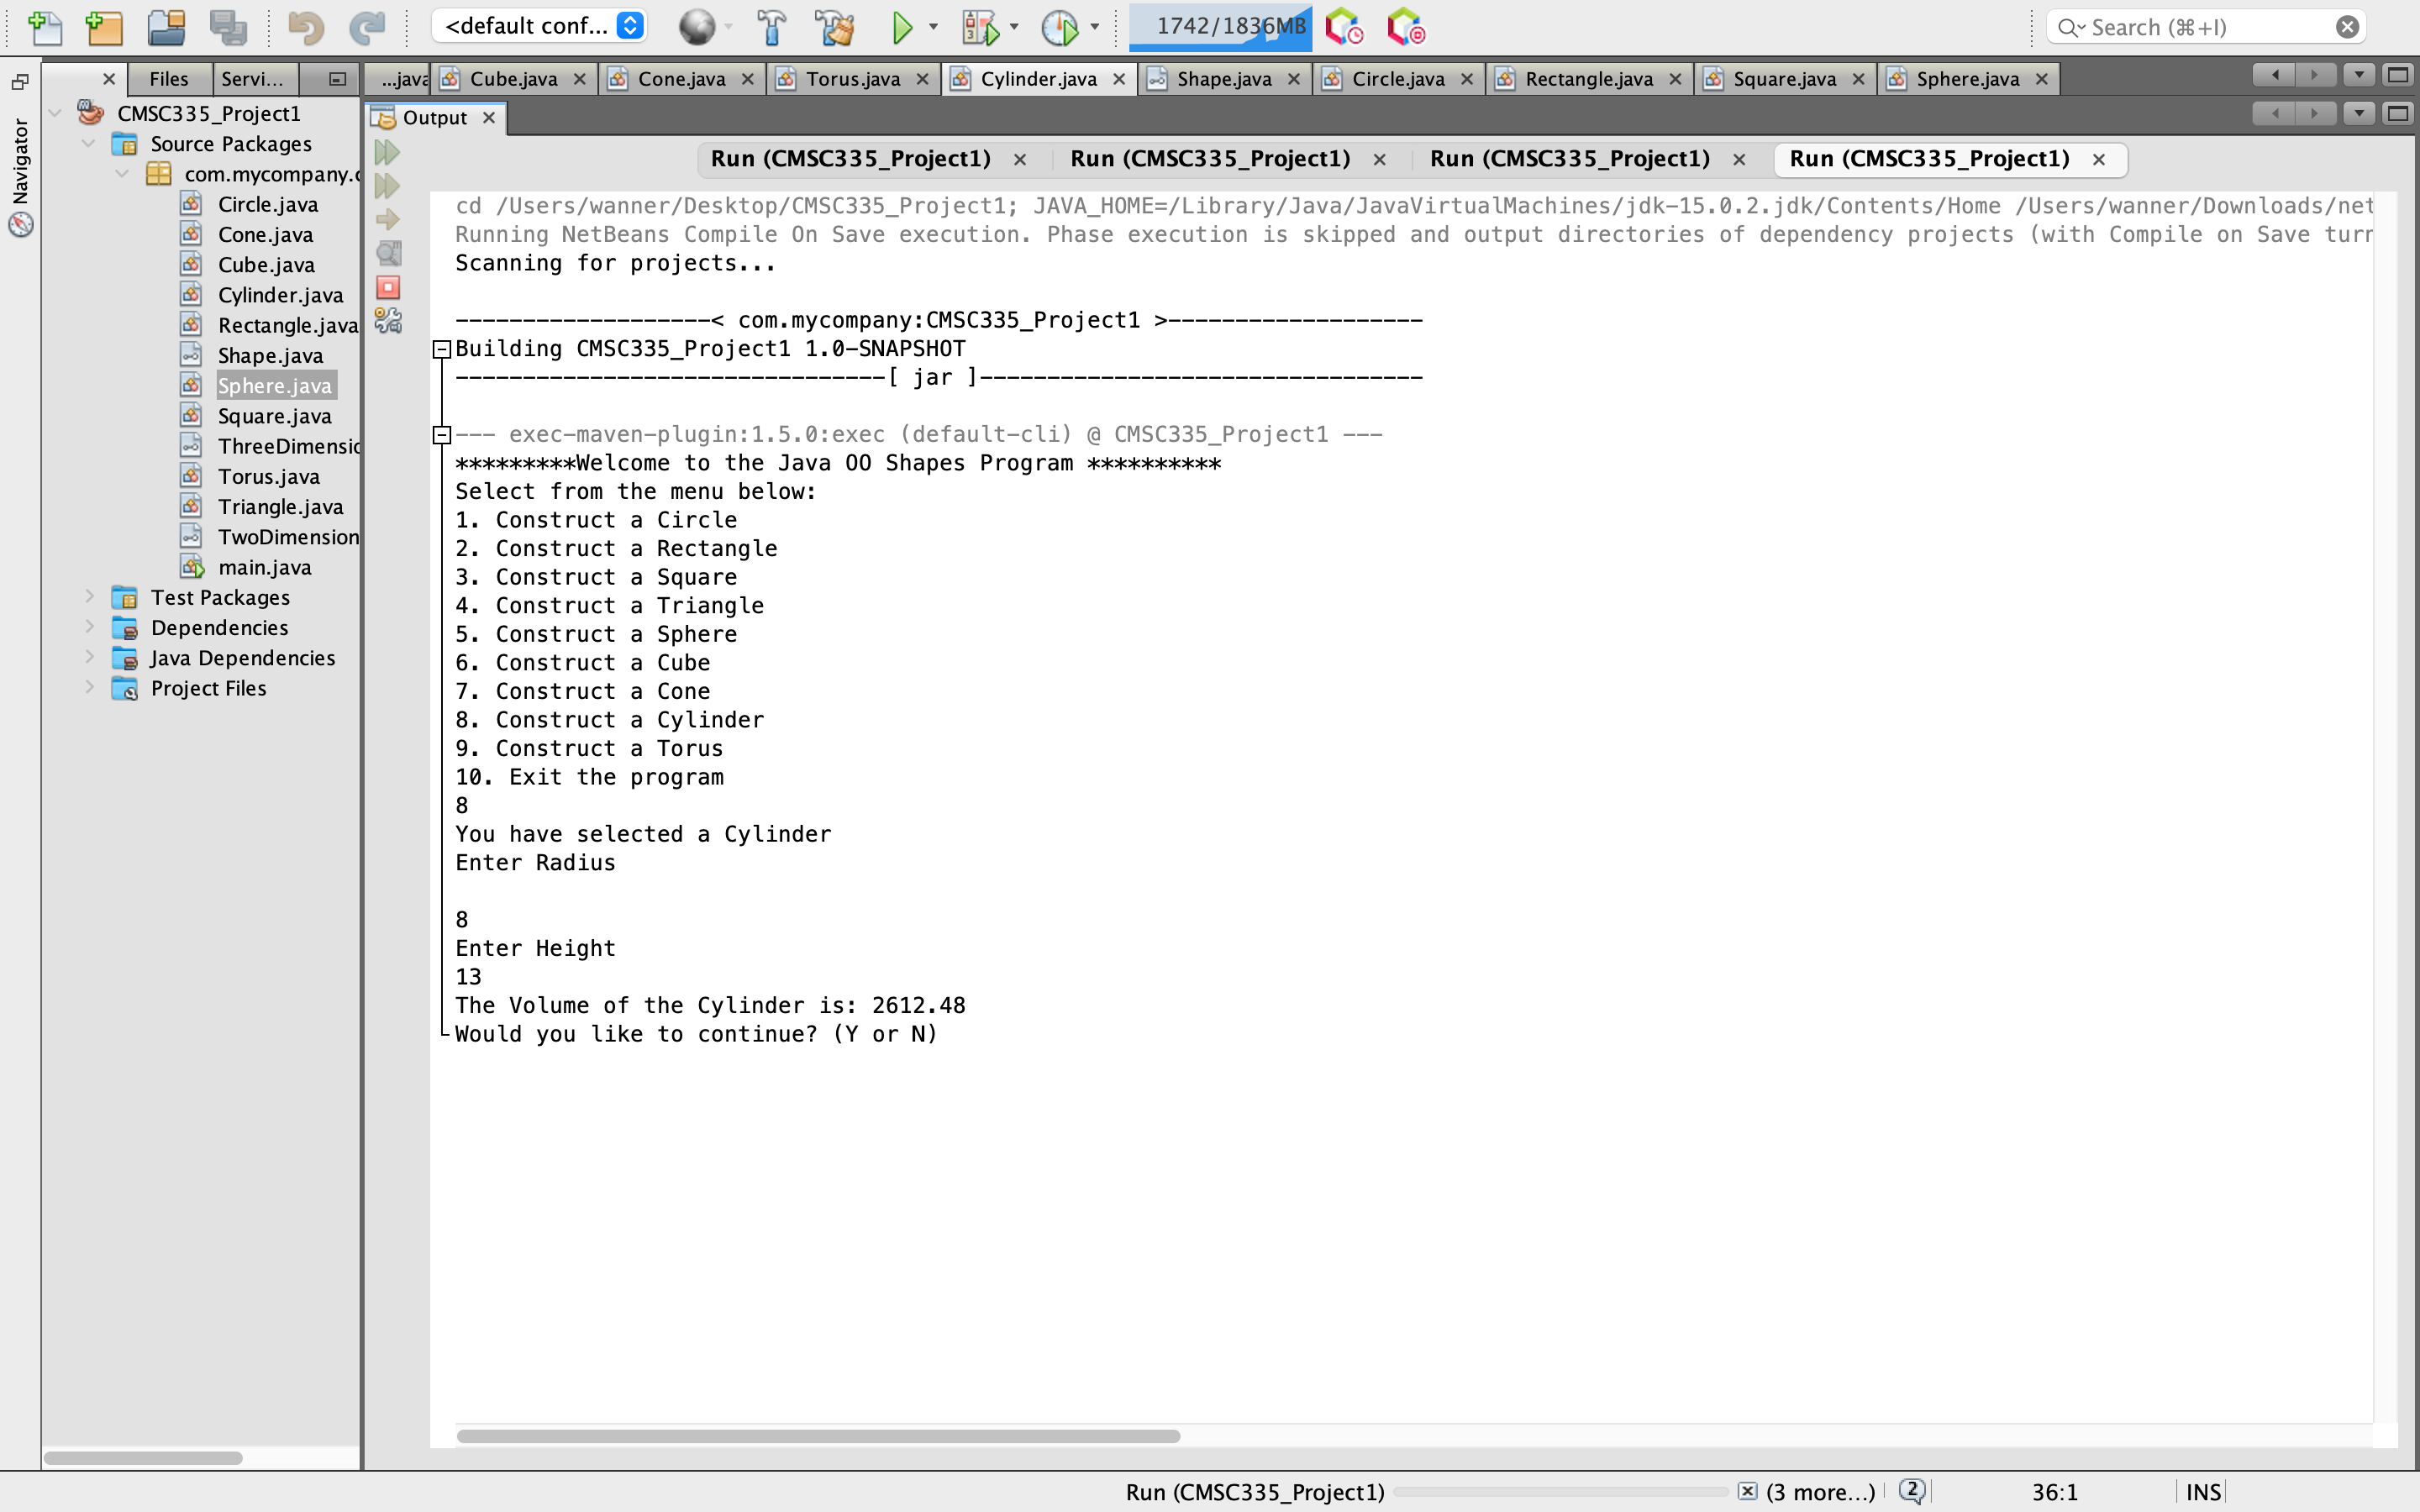 <default conf...
1742/1836MB
Search (⌘+I)
Files
Servi...
...java
Cube.java
Cone.java
Torus.java
Cylinder.java
Shape.java
Circle.java
Rectangle.java
Square.java
Sphere.java
Navigator
CMSC335_Project1
Source Packages
com.mycompany.c
Circle.java
Cone.java
Cube.java
Cylinder.java
Rectangle.java
Shape.java
Sphere.java
Square.java
ThreeDimensio
Torus.java
Triangle.java
TwoDimension
main.java
Test Packages
Dependencies
Java Dependencies
Project Files
Output
Run (CMSC335_Project1)
Run (CMSC335_Project1)
Run (CMSC335_Project1)
Run (CMSC335_Project1)
cd /Users/wanner/Desktop/CMSC335_Project1; JAVA_HOME=/Library/Java/JavaVirtualMachines/jdk-15.0.2.jdk/Contents/Home /Users/wanner/Downloads/net
Running NetBeans Compile On Save execution. Phase execution is skipped and output directories of dependency projects (with Compile on Save turn
Scanning for projects...
-------------------< com.mycompany:CMSC335_Project1 >-------------------
Building CMSC335_Project1 1.0-SNAPSHOT
--------------------------------[ jar ]---------------------------------
--- exec-maven-plugin:1.5.0:exec (default-cli) @ CMSC335_Project1 ---
*********Welcome to the Java OO Shapes Program **********
Select from the menu below:
1. Construct a Circle
2. Construct a Rectangle
3. Construct a Square
4. Construct a Triangle
5. Construct a Sphere
6. Construct a Cube
7. Construct a Cone
8. Construct a Cylinder
9. Construct a Torus
10. Exit the program
8
You have selected a Cylinder
Enter Radius
8
Enter Height
13
The Volume of the Cylinder is: 2612.48
Would you like to continue? (Y or N)
Run (CMSC335_Project1)
(3 more...)
2
36:1
INS